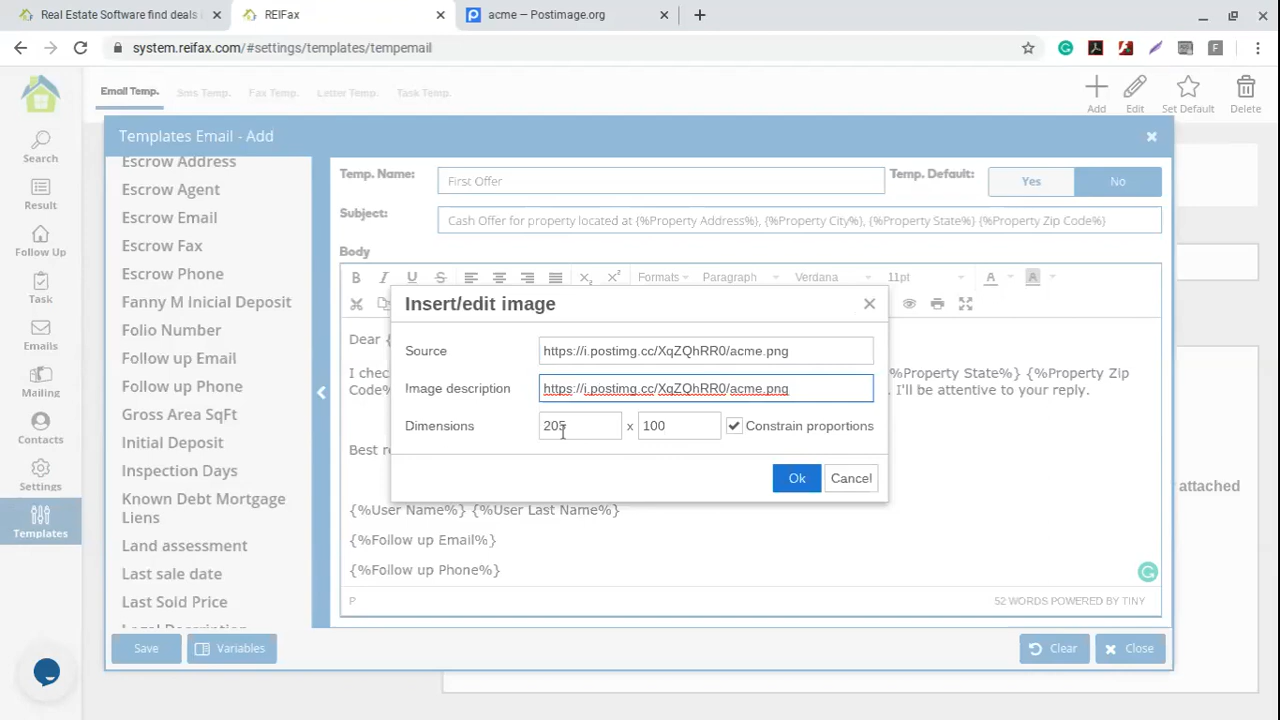 Real Estate Software find deals
REIFax
acme — Postimage.org
system.reifax.com/#settings/templates/tempemail
F
Email Temp.
Sms Temp.
Fax Temp.
Letter Temp.
Task Temp.
Add
Edit
Set Default
Delete
Search
Result
Follow Up
Task
Emails
Mailing
Contacts
Settings
Templates
Templates Email - Add
Escrow Address
Escrow Agent
Escrow Email
Escrow Fax
Escrow Phone
Fanny M Inicial Deposit
Folio Number
Follow up Email
Follow up Phone
Gross Area SqFt
Initial Deposit
Inspection Days
Known Debt Mortgage
Liens
Land assessment
Last sale date
Last Sold Price
Legal Description
Temp. Name:
First Offer
Temp. Default:
Yes
No
Subject:
Cash Offer for property located at {%Property Address%}, {%Property City%}, {%Property State%} {%Property Zip Code%}
Body
B I U S
X₂ X²
Formats
Paragraph
Verdana
11pt
A
A
Dear {
I chec
%Property State%} {%Property Zip
Code%
. I'll be attentive to your reply.
Best re
{%User Name%} {%User Last Name%}
{%Follow up Email%}
{%Follow up Phone%}
P
52 WORDS POWERED BY TINY
Insert/edit image
Source
https://i.postimg.cc/XqZQhRR0/acme.png
Image description
https://i.postimg.cc/XqZQhRR0/acme.png
Dimensions
205
x
100
Constrain proportions
Ok
Cancel
attached
Save
Variables
Clear
Close